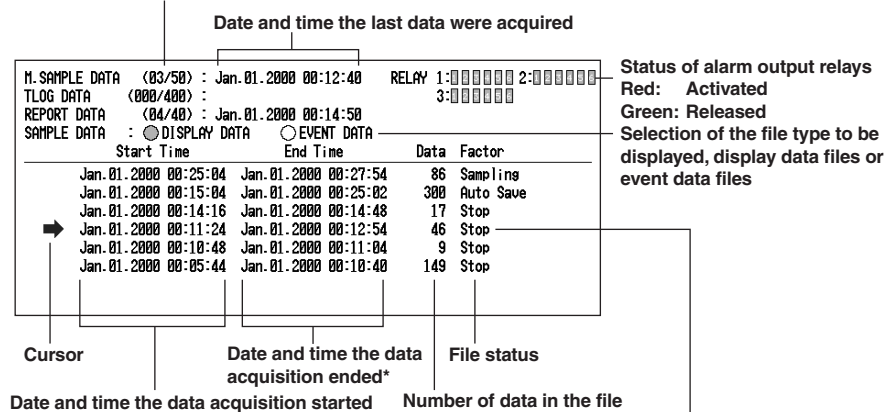 Date and time the last data were acquired
M.SAMPLE DATA (03/50) : Jan.01.2000 00:12:40 RELAY 1: 2:
TLOG DATA (000/400) : 3:
REPORT DATA (04/40) : Jan.01.2000 00:14:50
SAMPLE DATA : DISPLAY DATA EVENT DATA
Start Time End Time Data Factor
Jan.01.2000 00:25:04 Jan.01.2000 00:27:54 86 Sampling
Jan.01.2000 00:15:04 Jan.01.2000 00:25:02 300 Auto Save
Jan.01.2000 00:14:16 Jan.01.2000 00:14:48 17 Stop
Jan.01.2000 00:11:24 Jan.01.2000 00:12:54 46 Stop
Jan.01.2000 00:10:48 Jan.01.2000 00:11:04 9 Stop
Jan.01.2000 00:05:44 Jan.01.2000 00:10:40 149 Stop
Status of alarm output relays
Red: Activated
Green: Released
Selection of the file type to be
displayed, display data files or
event data files
Cursor
Date and time the data
acquisition ended*
File status
Date and time the data acquisition started
Number of data in the file